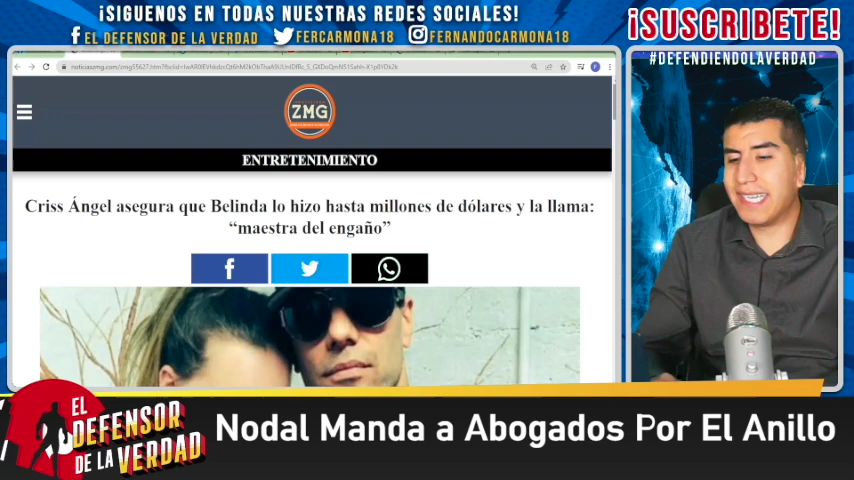 ¡SIGUENOS EN TODAS NUESTRAS REDES SOCIALES!
EL DEFENSOR DE LA VERDAD FERCARMONA18 FERNANDOCARMONA18
¡SUSCRIBETE!
#DEFENDIENDOLAVERDAD
ZMG
ENTRETENIMIENTO
Criss Ángel asegura que Belinda lo hizo hasta millones de dólares y la llama:
“maestra del engaño”
EL
DEFENSOR
DE LA VERDAD
Nodal Manda a Abogados Por El Anillo